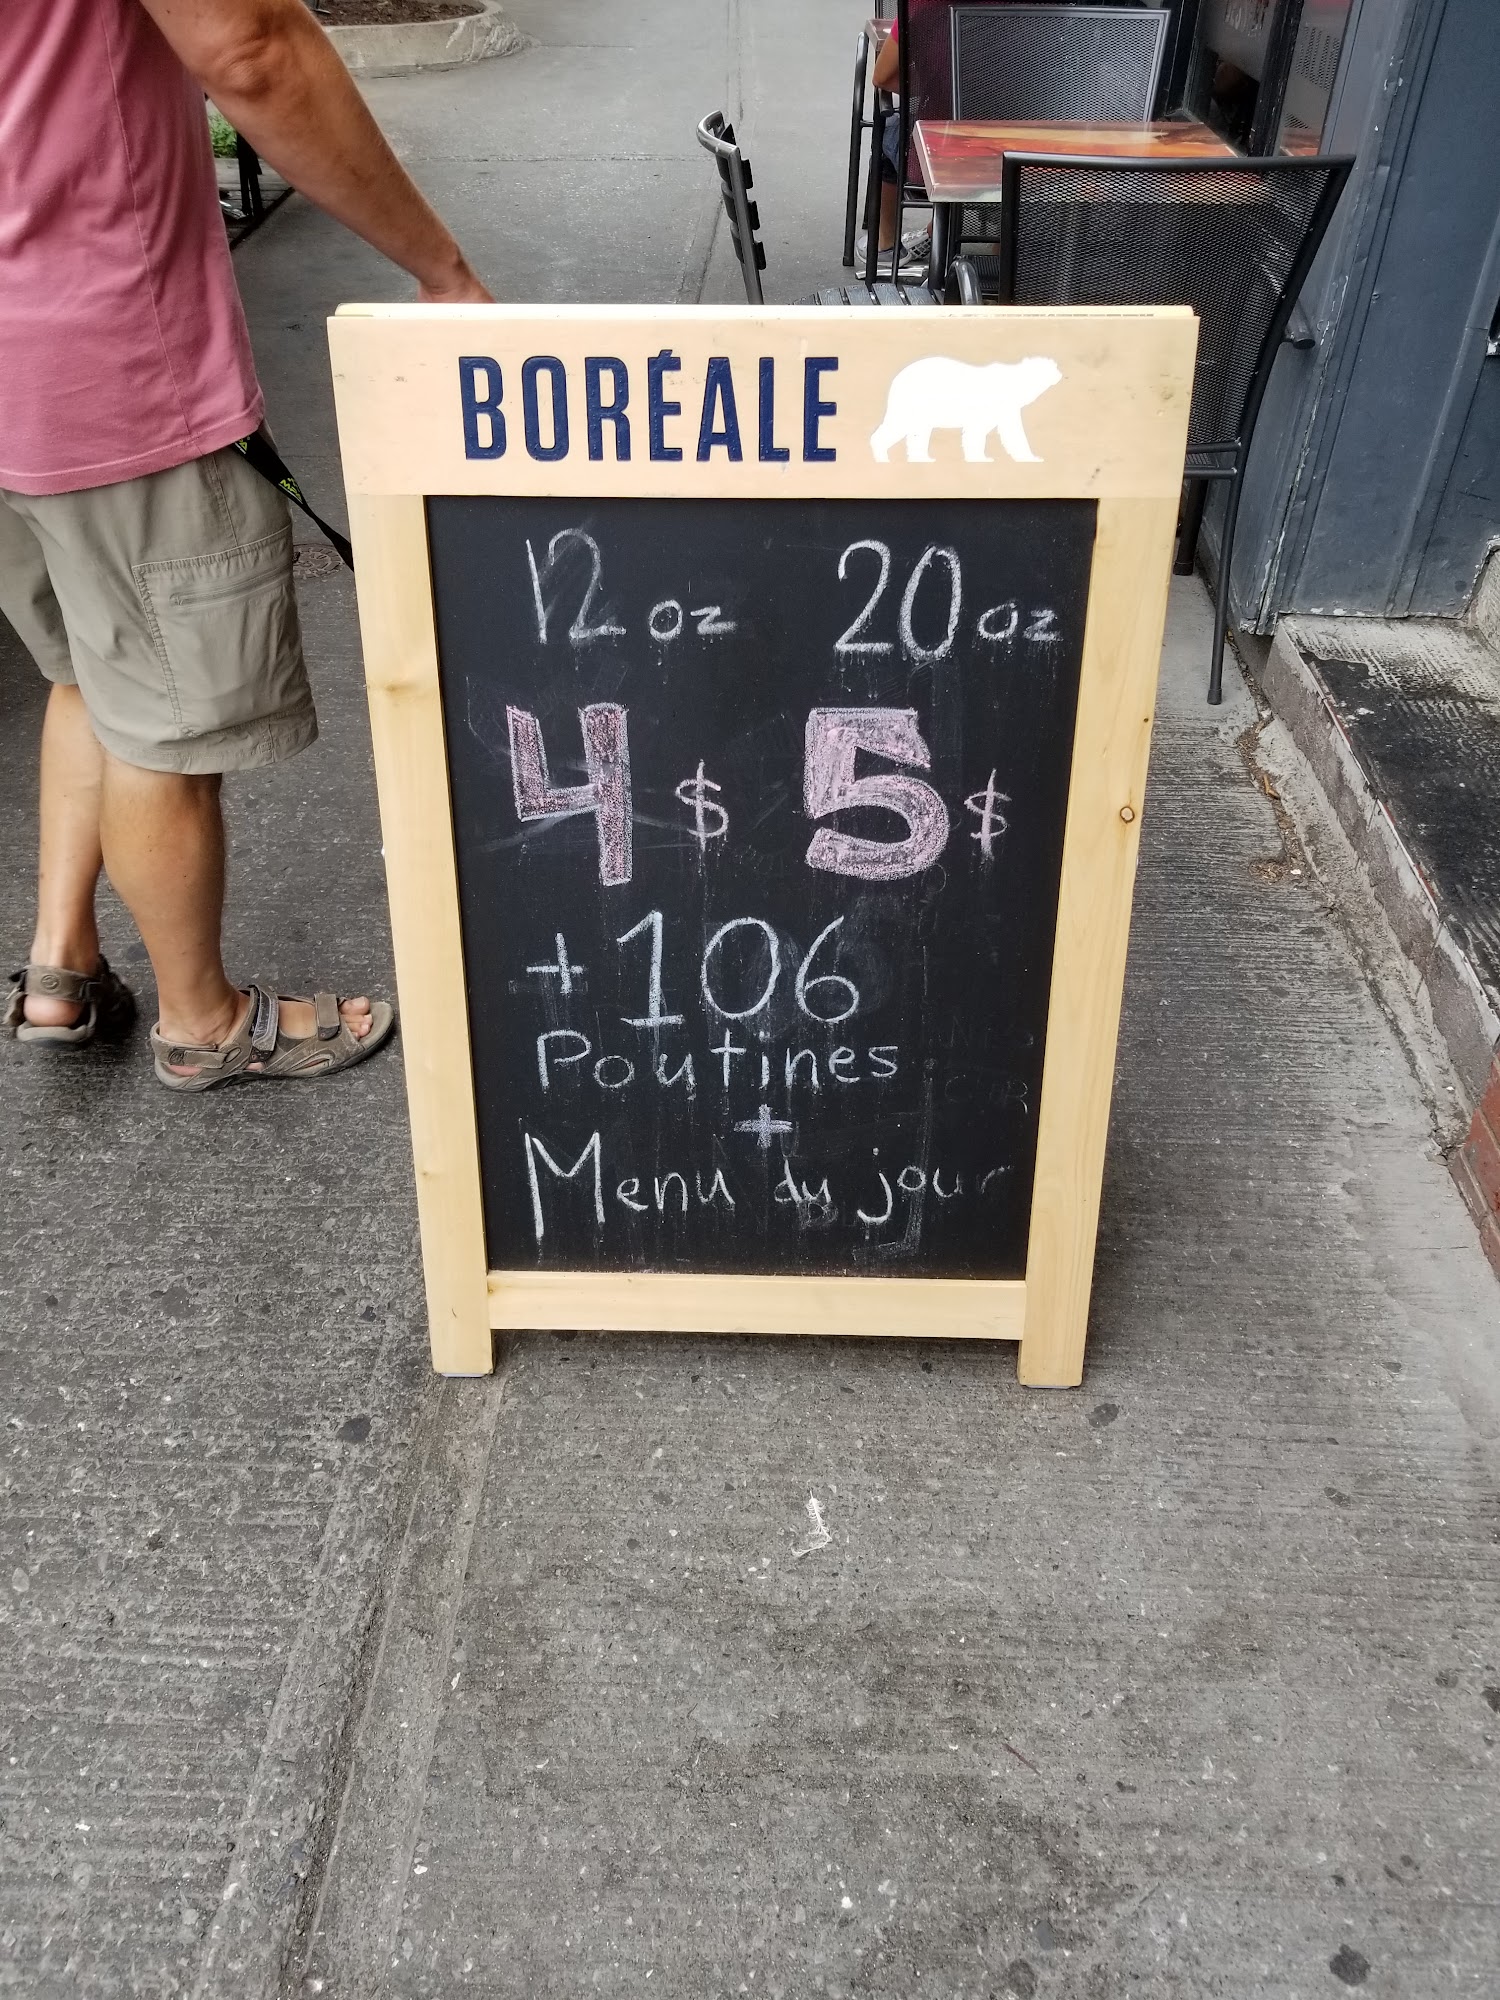 BORÉALE
12 oz 20 oz
4 $ 5 $
+ 106
Poutines
+
Menu du jour